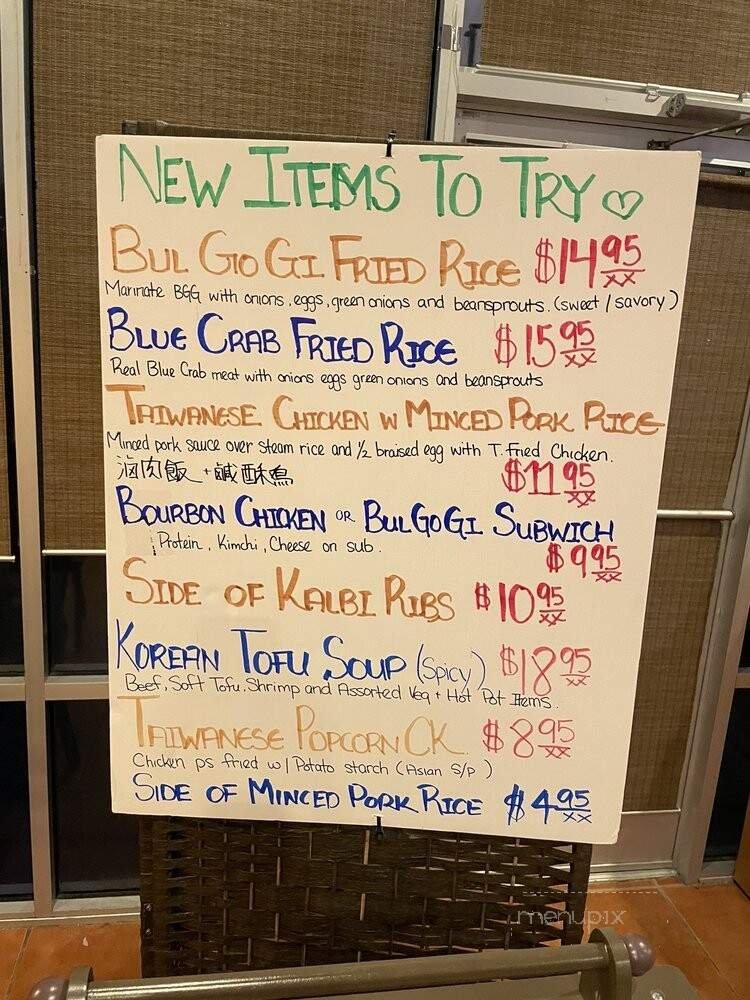 NEW ITEMS TO TRY ♡
BUL GO GI FRIED RICE $14.95
Marinate BGG with onions, eggs, green onions and beansprouts. (sweet / savory)
BLUE CRAB FRIED RICE $15.95
Real Blue Crab meat with onions eggs green onions and beansprouts
TAIWANESE CHICKEN W MINCED PORK RICE
Minced pork sauce over steam rice and ½ braised egg with T. Fried Chicken.
滷肉飯 + 鹹酥鳥 $11.95
BOURBON CHICKEN OR BULGOGI SUBWICH
Protein, Kimchi, Cheese on sub. $9.95
SIDE OF KALBI RIBS $10.95
KOREAN TOFU SOUP (Spicy) $18.95
Beef, Soft Tofu, Shrimp and Assorted Veg + Hot Pot Items.
TAIWANESE POPCORN CK $8.95
Chicken ps fried w/ Potato starch (Asian S/P)
SIDE OF MINCED PORK RICE $4.95
menupix